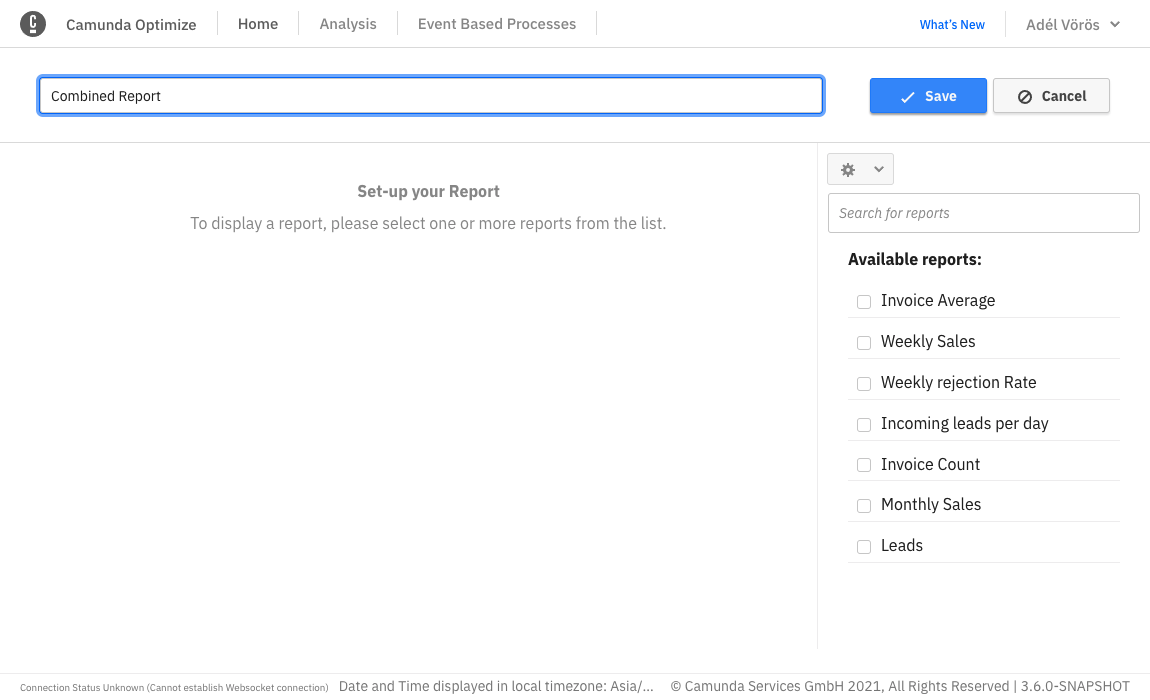 Camunda Optimize
Home
Analysis
Event Based Processes
What's New
Adél Vörös
Combined Report
Save
Cancel
Set-up your Report
To display a report, please select one or more reports from the list.
Search for reports
Available reports:
Invoice Average
Weekly Sales
Weekly rejection Rate
Incoming leads per day
Invoice Count
Monthly Sales
Leads
Connection Status Unknown (Cannot establish Websocket connection)
Date and Time displayed in local timezone: Asia/...
© Camunda Services GmbH 2021, All Rights Reserved | 3.6.0-SNAPSHOT